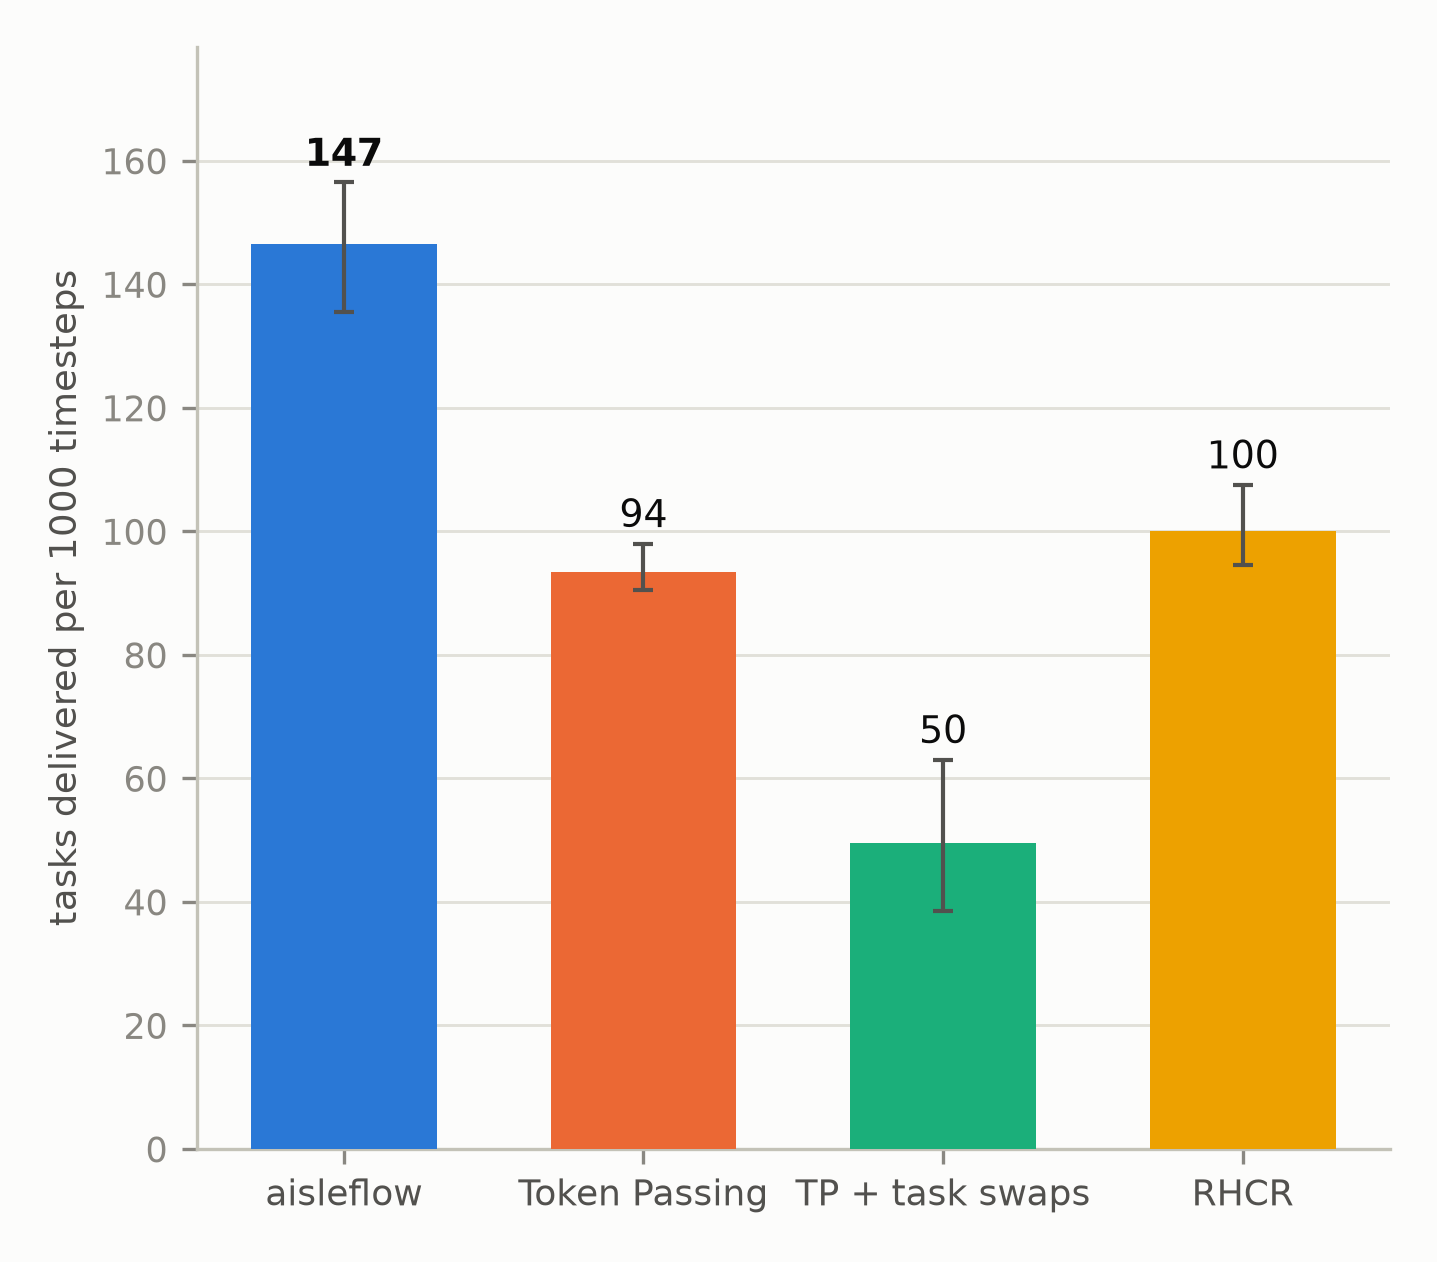 tasks delivered per 1000 timesteps
160
140
120
100
80
60
40
20
0
147
94
50
100
aisleflow
Token Passing
TP + task swaps
RHCR